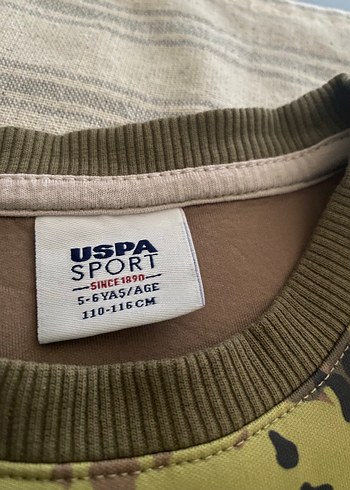 USPA
SPORT
SINCE 1890
5-6 YAŞ/AGE
110-116 CM